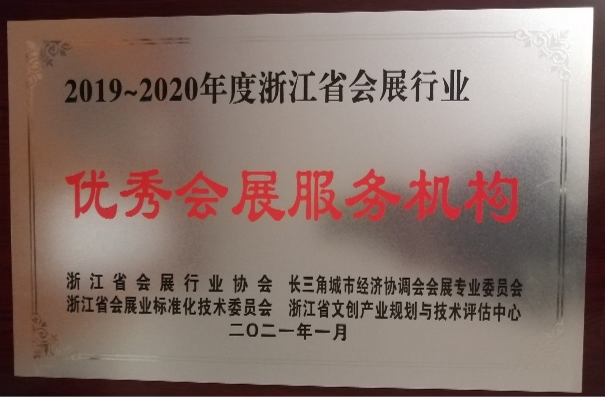 2019~2020年度浙江省会展行业
优秀会展服务机构
浙江省会展行业协会 长三角城市经济协调会会展专业委员会
浙江省会展业标准化技术委员会 浙江省文创产业规划与技术评估中心
二〇二一年一月